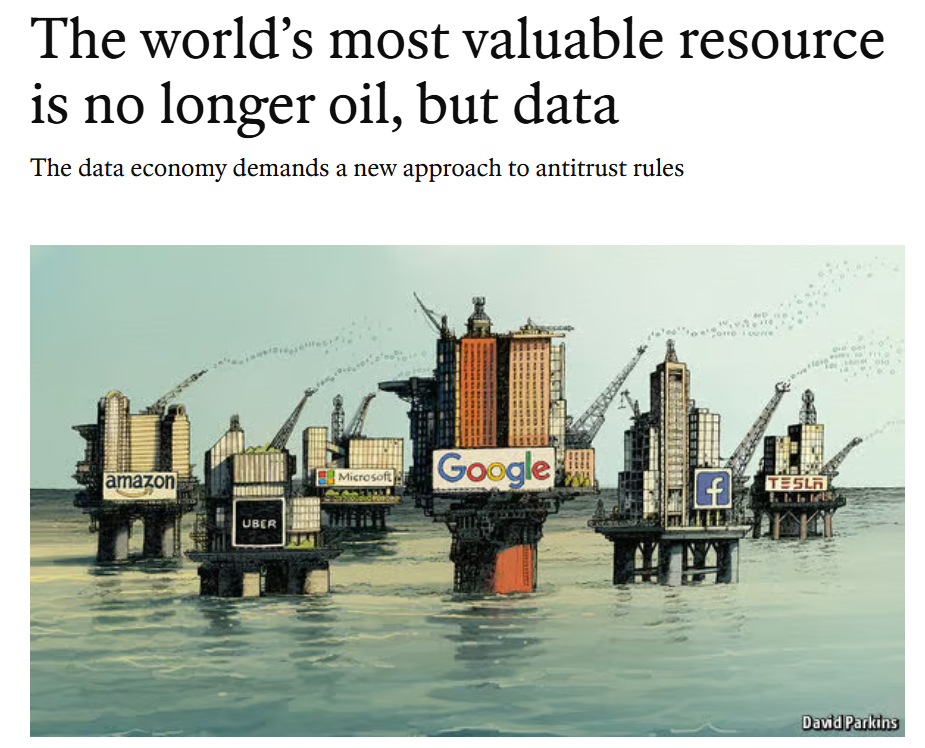 The world’s most valuable resource
is no longer oil, but data
The data economy demands a new approach to antitrust rules
amazon
UBER
Microsoft
Google
f
TESLA
David Parkins